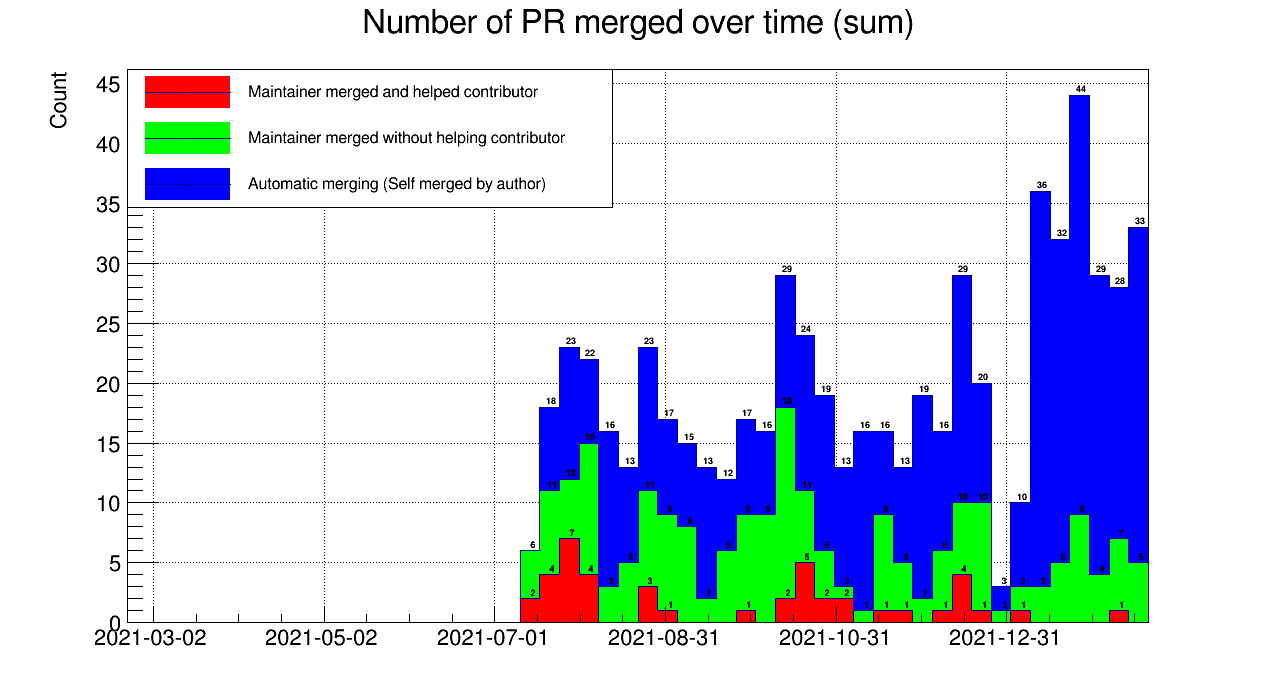 Number of PR merged over time (sum)
Count
Maintainer merged and helped contributor
Maintainer merged without helping contributor
Automatic merging (Self merged by author)
45
40
35
30
25
20
15
10
5
0
6 18 23 22 16 13 23 17 15 13 12 17 16 29 24 19 13 16 16 13 19 16 29 20 3 10 36 32 44 29 28 33
11 12 15 3 5 11 9 8 2 6 9 9 18 11 6 3 1 9 5 2 6 10 10 1 3 3 5 9 4 7 5
2 4 7 4 3 1 1 2 5 2 2 1 1 1 4 1 1 1
2021-03-02 2021-05-02 2021-07-01 2021-08-31 2021-10-31 2021-12-31